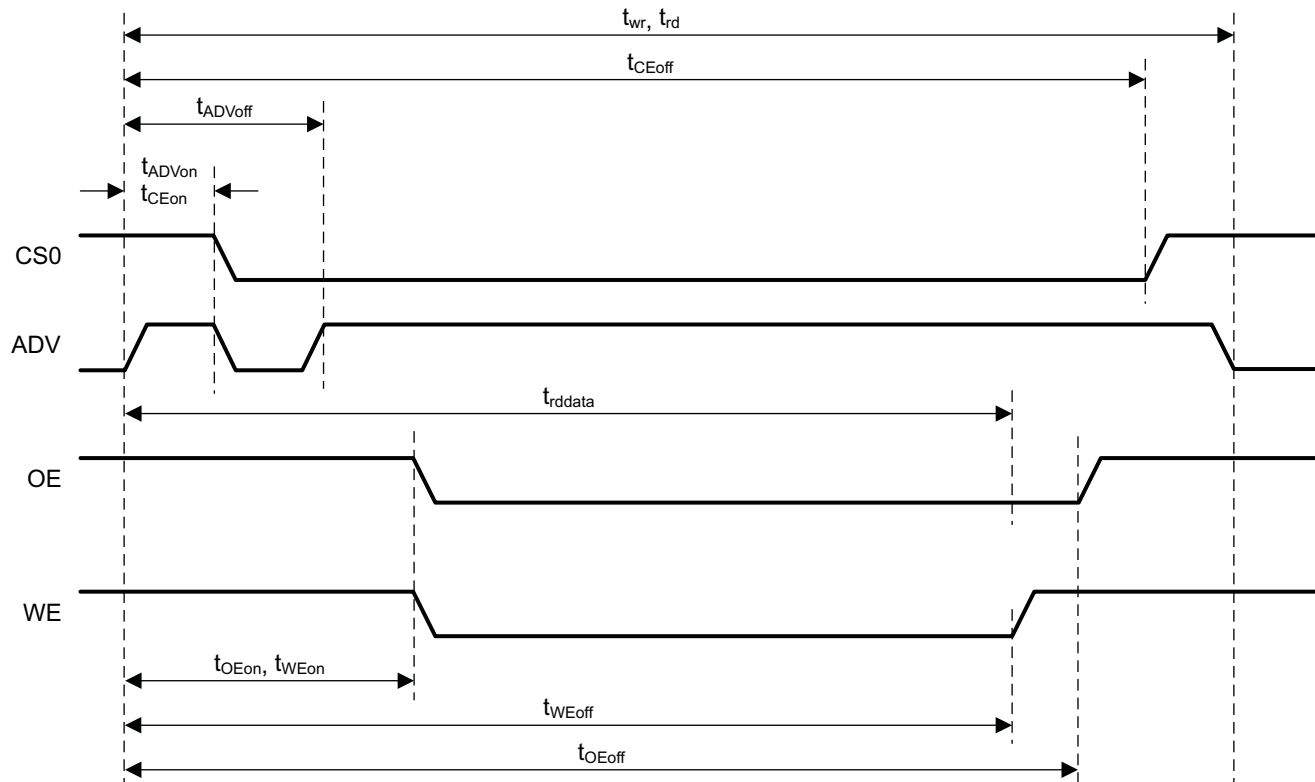 twr, trd
tCEoff
tADVoff
tADVon
tCEon
CS0
ADV
trddata
OE
WE
tOEon, tWEon
tWEoff
tOEoff